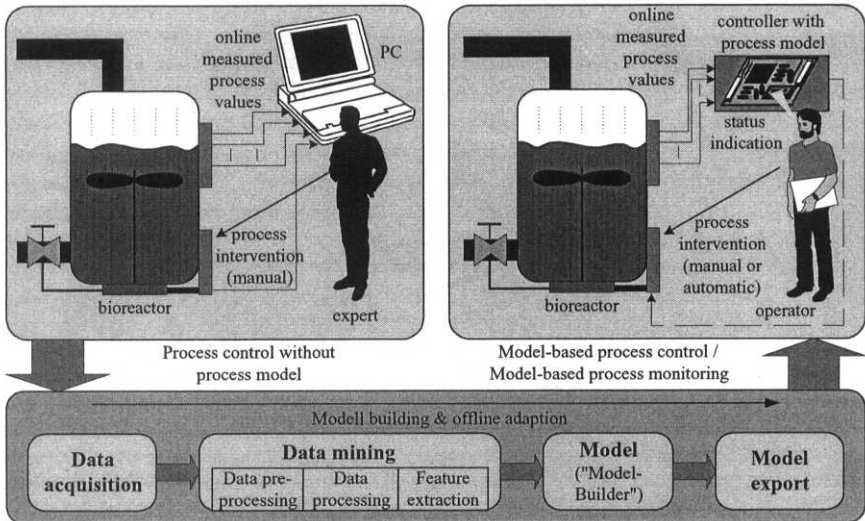 online
measured
process
values
PC
process
intervention
(manual)
bioreactor
expert
Process control without
process model
online
measured
process
values
controller with
process model
status
indication
process
intervention
(manual or
automatic)
bioreactor
operator
Model-based process control /
Model-based process monitoring
Modell building & offline adaption
Data
acquisition
Data mining
Data pre-
processing
Data
processing
Feature
extraction
Model
("Model-
Builder")
Model
export